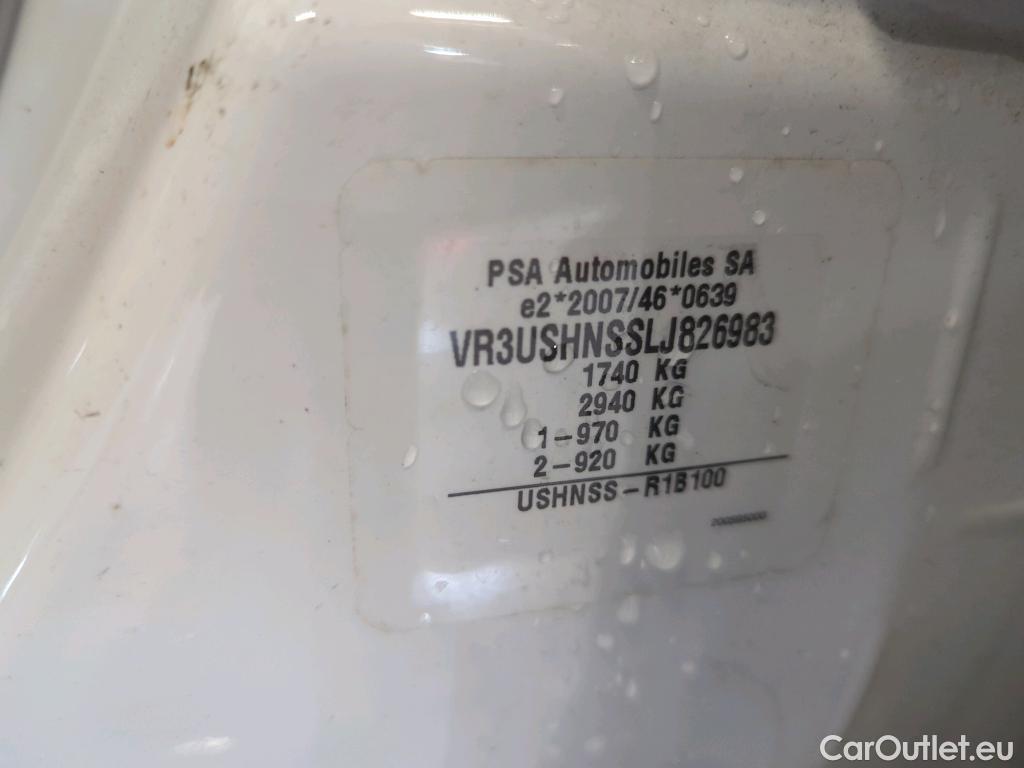 PSA Automobiles SA
e2*2007/46*0639
VR3USHNSSLJ826983
1740 KG
2940 KG
1-970 KG
2-920 KG
USHNSS-R1B100
CarOutlet.eu